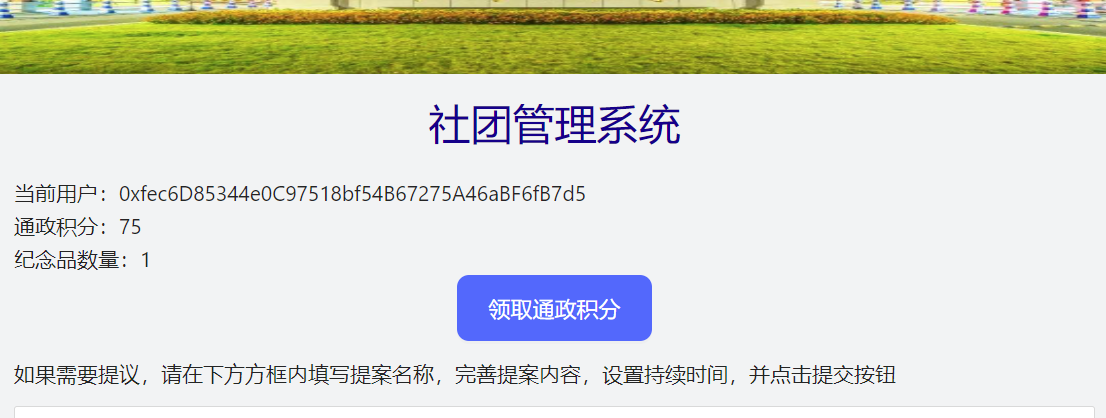 社团管理系统
当前用户：0xfec6D85344e0C97518bf54B67275A46aBF6fB7d5
通政积分：75
纪念品数量：1
领取通政积分
如果需要提议，请在下方方框内填写提案名称，完善提案内容，设置持续时间，并点击提交按钮